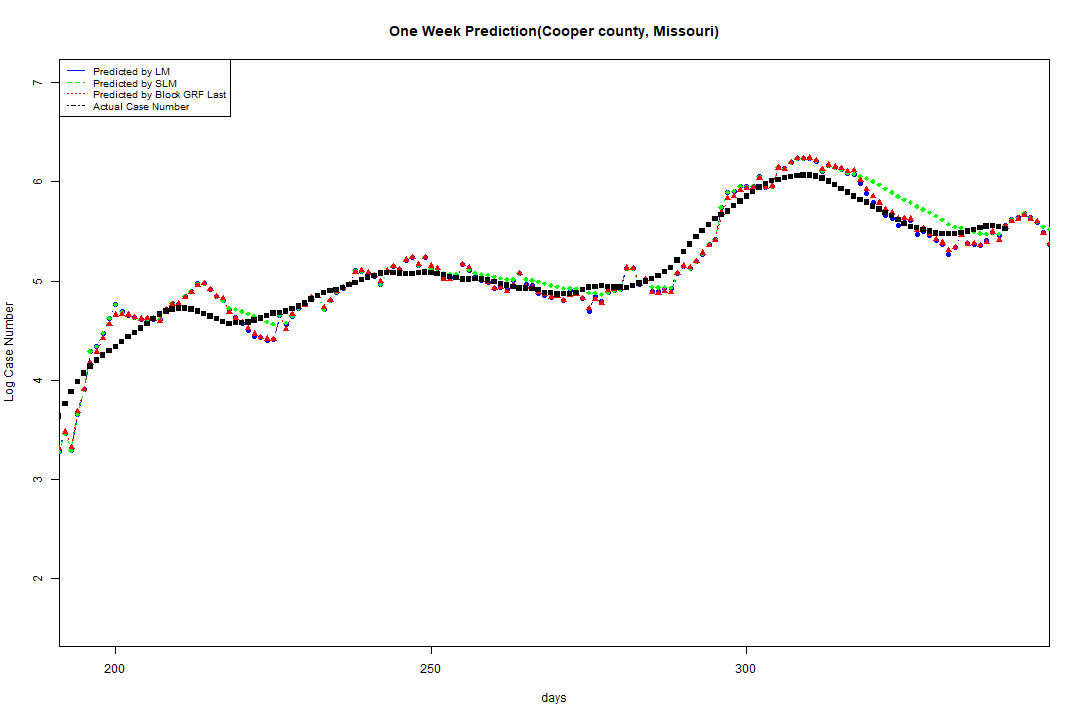 One Week Prediction(Cooper county, Missouri)
Predicted by LM
Predicted by SLM
Predicted by Block GRF Last
Actual Case Number
7
6
5
4
3
2
Log Case Number
200
250
300
days